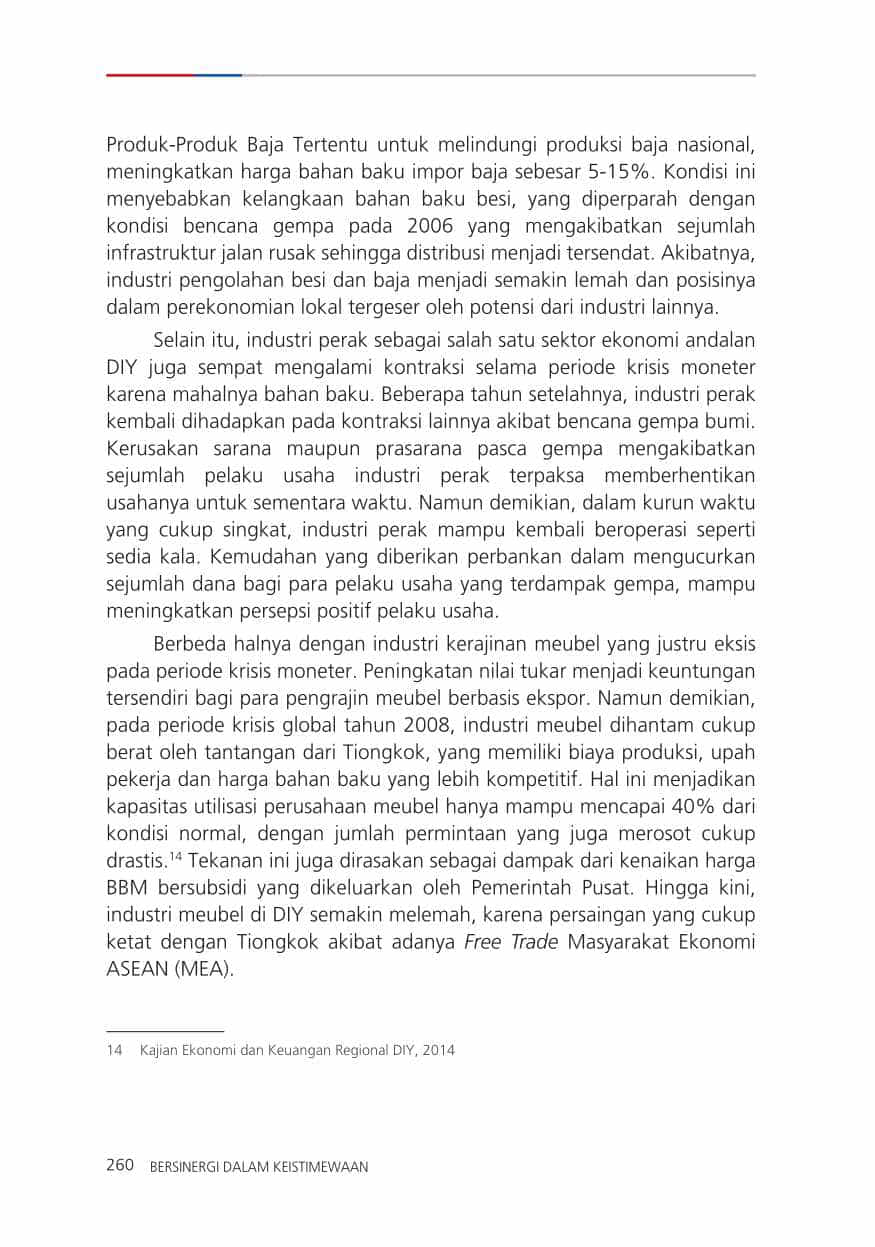 Produk-Produk Baja Tertentu untuk melindungi produksi baja nasional,
meningkatkan harga bahan baku impor baja sebesar 5-15%. Kondisi ini
menyebabkan kelangkaan bahan baku besi, yang diperparah dengan
kondisi bencana gempa pada 2006 yang mengakibatkan sejumlah
infrastruktur jalan rusak sehingga distribusi menjadi tersendat. Akibatnya,
industri pengolahan besi dan baja menjadi semakin lemah dan posisinya
dalam perekonomian lokal tergeser oleh potensi dari industri lainnya.
Selain itu, industri perak sebagai salah satu sektor ekonomi andalan
DIY juga sempat mengalami kontraksi selama periode krisis moneter
karena mahalnya bahan baku. Beberapa tahun setelahnya, industri perak
kembali dihadapkan pada kontraksi lainnya akibat bencana gempa bumi.
Kerusakan sarana maupun prasarana pasca gempa mengakibatkan
sejumlah pelaku usaha industri perak terpaksa memberhentikan
usahanya untuk sementara waktu. Namun demikian, dalam kurun waktu
yang cukup singkat, industri perak mampu kembali beroperasi seperti
sedia kala. Kemudahan yang diberikan perbankan dalam mengucurkan
sejumlah dana bagi para pelaku usaha yang terdampak gempa, mampu
meningkatkan persepsi positif pelaku usaha.
Berbeda halnya dengan industri kerajinan meubel yang justru eksis
pada periode krisis moneter. Peningkatan nilai tukar menjadi keuntungan
tersendiri bagi para pengrajin meubel berbasis ekspor. Namun demikian,
pada periode krisis global tahun 2008, industri meubel dihantam cukup
berat oleh tantangan dari Tiongkok, yang memiliki biaya produksi, upah
pekerja dan harga bahan baku yang lebih kompetitif. Hal ini menjadikan
kapasitas utilisasi perusahaan meubel hanya mampu mencapai 40% dari
kondisi normal, dengan jumlah permintaan yang juga merosot cukup
drastis.14 Tekanan ini juga dirasakan sebagai dampak dari kenaikan harga
BBM bersubsidi yang dikeluarkan oleh Pemerintah Pusat. Hingga kini,
industri meubel di DIY semakin melemah, karena persaingan yang cukup
ketat dengan Tiongkok akibat adanya Free Trade Masyarakat Ekonomi
ASEAN (MEA).
14 Kajian Ekonomi dan Keuangan Regional DIY, 2014
260 BERSINERGI DALAM KEISTIMEWAAN